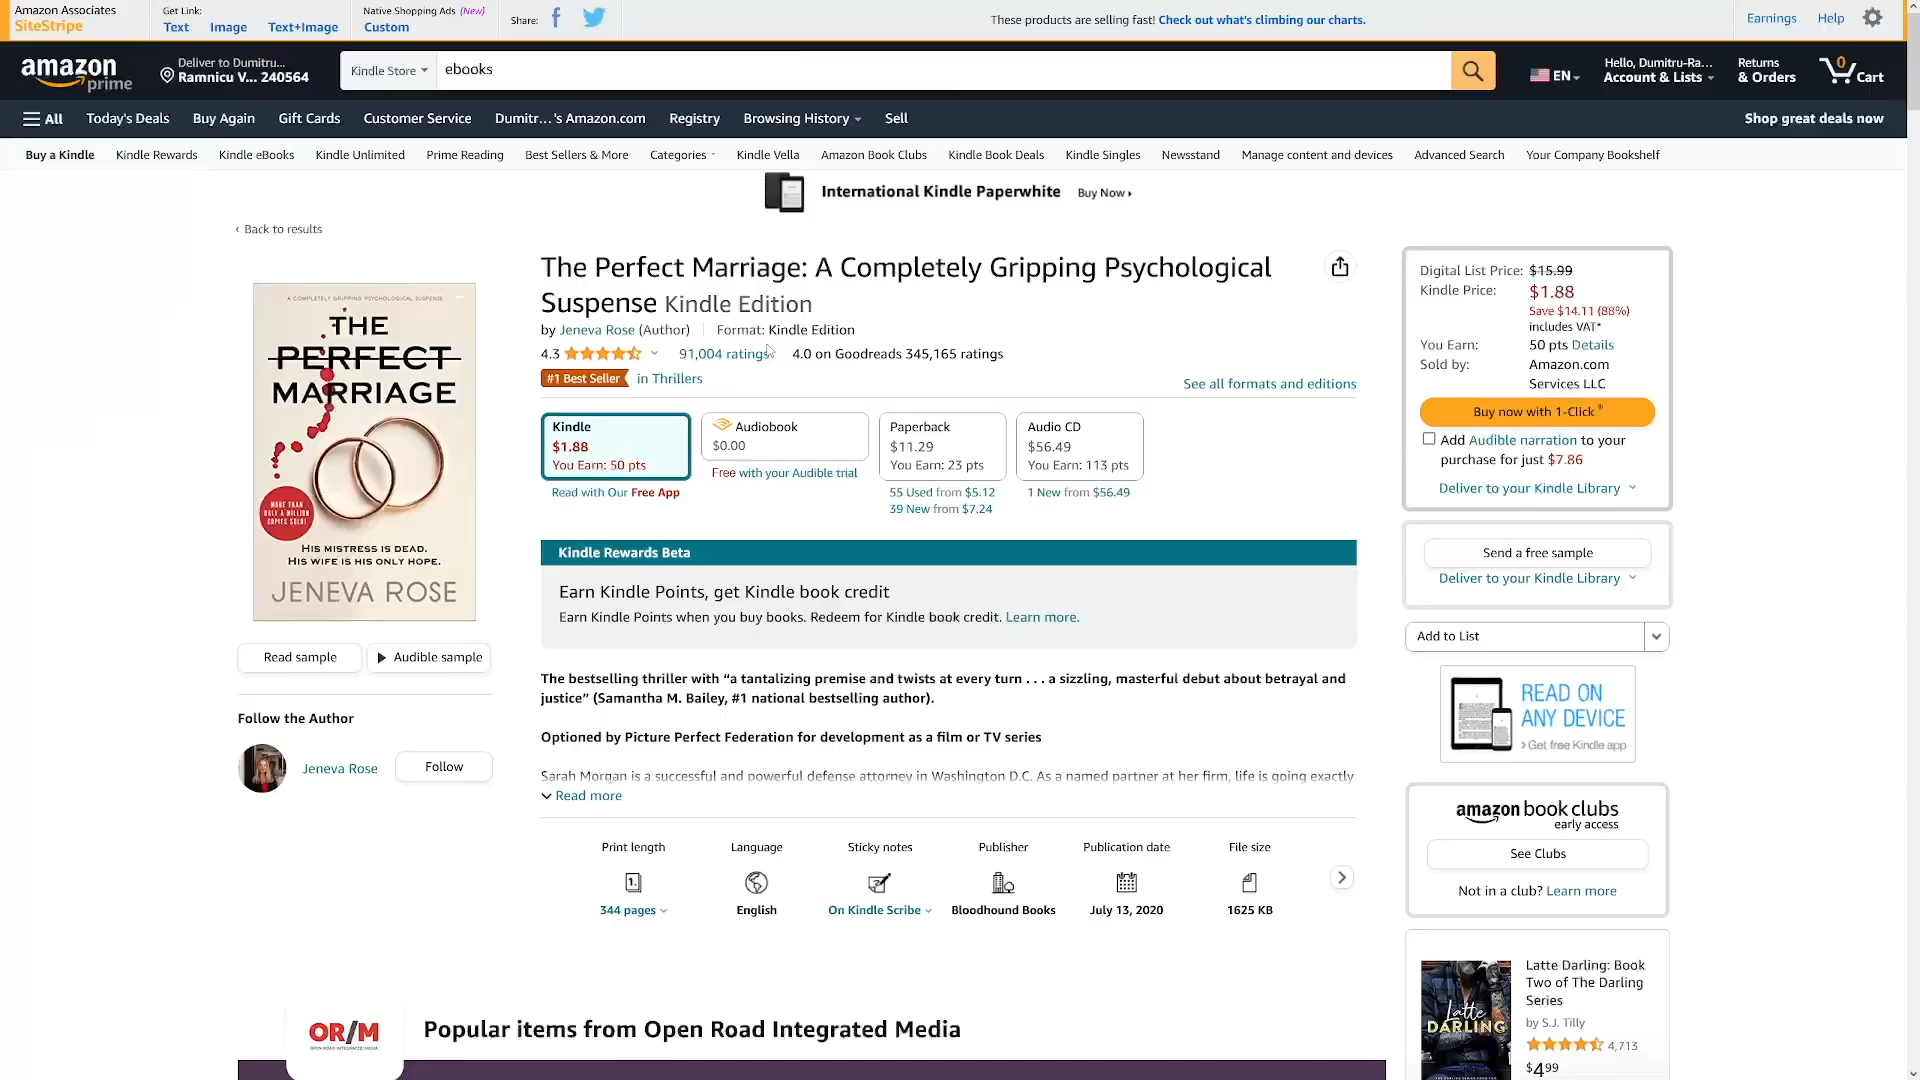 Amazon Associates
SiteStripe
Get Link:
Text Image Text+Image
Native Shopping Ads (New)
Custom
Share:
These products are selling fast! Check out what's climbing our charts.
Earnings Help
amazon prime
Deliver to Dumitru...
Ramnicu V... 240564
Kindle Store
ebooks
EN
Hello, Dumitru-Ra...
Account & Lists
Returns
& Orders
0
Cart
All Today's Deals Buy Again Gift Cards Customer Service Dumitr...'s Amazon.com Registry Browsing History Sell
Shop great deals now
Buy a Kindle Kindle Rewards Kindle eBooks Kindle Unlimited Prime Reading Best Sellers & More Categories Kindle Vella Amazon Book Clubs Kindle Book Deals Kindle Singles Newsstand Manage content and devices Advanced Search Your Company Bookshelf
International Kindle Paperwhite Buy Now
‹ Back to results
A COMPLETELY GRIPPING PSYCHOLOGICAL SUSPENSE
THE
PERFECT
MARRIAGE
MORE THAN
HALF A MILLION
COPIES SOLD!
HIS MISTRESS IS DEAD.
HIS WIFE IS HIS ONLY HOPE.
JENEVA ROSE
Read sample
Audible sample
Follow the Author
Jeneva Rose
Follow
The Perfect Marriage: A Completely Gripping Psychological
Suspense Kindle Edition
by Jeneva Rose (Author) Format: Kindle Edition
4.3 91,004 ratings 4.0 on Goodreads 345,165 ratings
#1 Best Seller in Thrillers
See all formats and editions
Kindle
$1.88
You Earn: 50 pts
Read with Our Free App
Audiobook
$0.00
Free with your Audible trial
Paperback
$11.29
You Earn: 23 pts
55 Used from $5.12
39 New from $7.24
Audio CD
$56.49
You Earn: 113 pts
1 New from $56.49
Kindle Rewards Beta
Earn Kindle Points, get Kindle book credit
Earn Kindle Points when you buy books. Redeem for Kindle book credit. Learn more.
The bestselling thriller with “a tantalizing premise and twists at every turn . . . a sizzling, masterful debut about betrayal and
justice” (Samantha M. Bailey, #1 national bestselling author).
Optioned by Picture Perfect Federation for development as a film or TV series
Sarah Morgan is a successful and powerful defense attorney in Washington D.C. As a named partner at her firm, life is going exactly
Read more
Print length
1.
344 pages
Language
English
Sticky notes
On Kindle Scribe
Publisher
Bloodhound Books
Publication date
July 13, 2020
File size
1625 KB
Digital List Price: $15.99
Kindle Price: $1.88
Save $14.11 (88%)
includes VAT*
You Earn: 50 pts Details
Sold by: Amazon.com
Services LLC
Buy now with 1-Click ®
Add Audible narration to your
purchase for just $7.86
Deliver to your Kindle Library
Send a free sample
Deliver to your Kindle Library
Add to List
READ ON
ANY DEVICE
› Get free Kindle app
amazon book clubs
early access
See Clubs
Not in a club? Learn more
Latte
DARLING
Latte Darling: Book
Two of The Darling
Series
by S.J. Tilly
4,713
$4.99
OR/M
OPEN ROAD INTEGRATED MEDIA
Popular items from Open Road Integrated Media